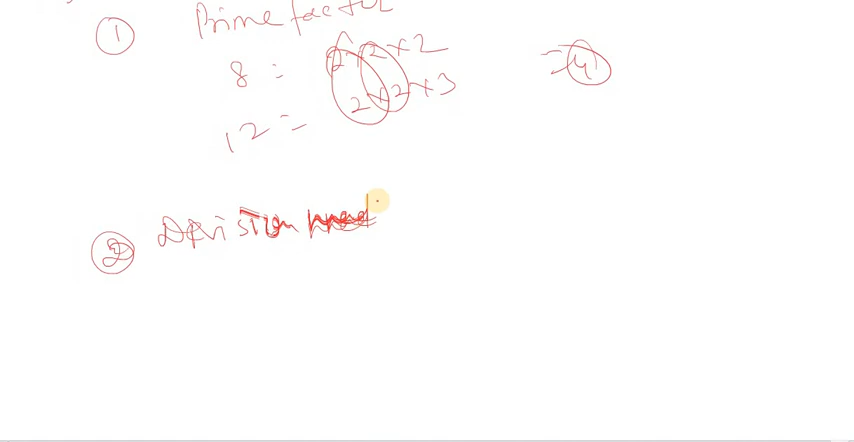 ① Prime factor
8 = 2 × 2 × 2 = 4
12 = 2 × 2 × 3
② Division